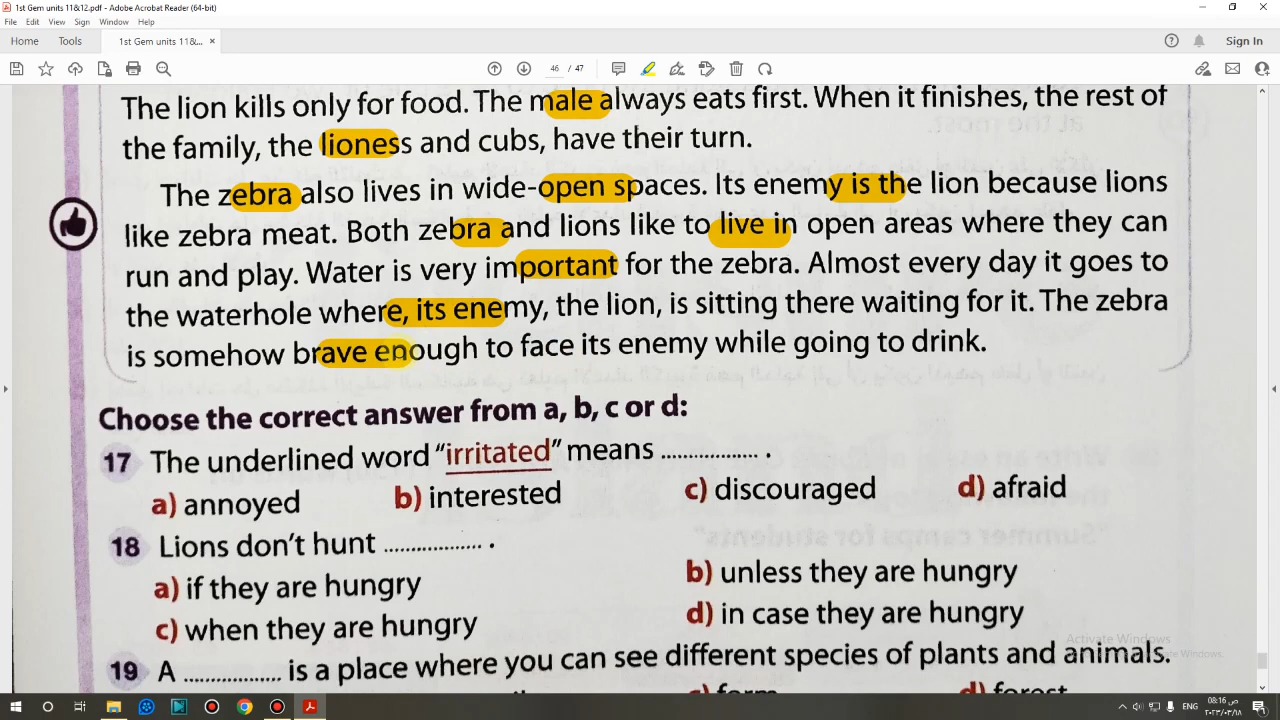 1st Gem units 11&12.pdf - Adobe Acrobat Reader (64-bit)
File Edit View Sign Window Help
Home Tools 1st Gem units 11&... × Sign In
46 / 47
The lion kills only for food. The male always eats first. When it finishes, the rest of
the family, the lioness and cubs, have their turn.
The zebra also lives in wide-open spaces. Its enemy is the lion because lions
like zebra meat. Both zebra and lions like to live in open areas where they can
run and play. Water is very important for the zebra. Almost every day it goes to
the waterhole where, its enemy, the lion, is sitting there waiting for it. The zebra
is somehow brave enough to face its enemy while going to drink.
Choose the correct answer from a, b, c or d:
17 The underlined word "irritated" means ................ .
a) annoyed b) interested c) discouraged d) afraid
18 Lions don't hunt .................. .
a) if they are hungry b) unless they are hungry
c) when they are hungry d) in case they are hungry
19 A .................. is a place where you can see different species of plants and animals.
c) farm d) forest
Activate Windows
ENG 08:16 ص
٢٠٢٣/٠٣/١٨